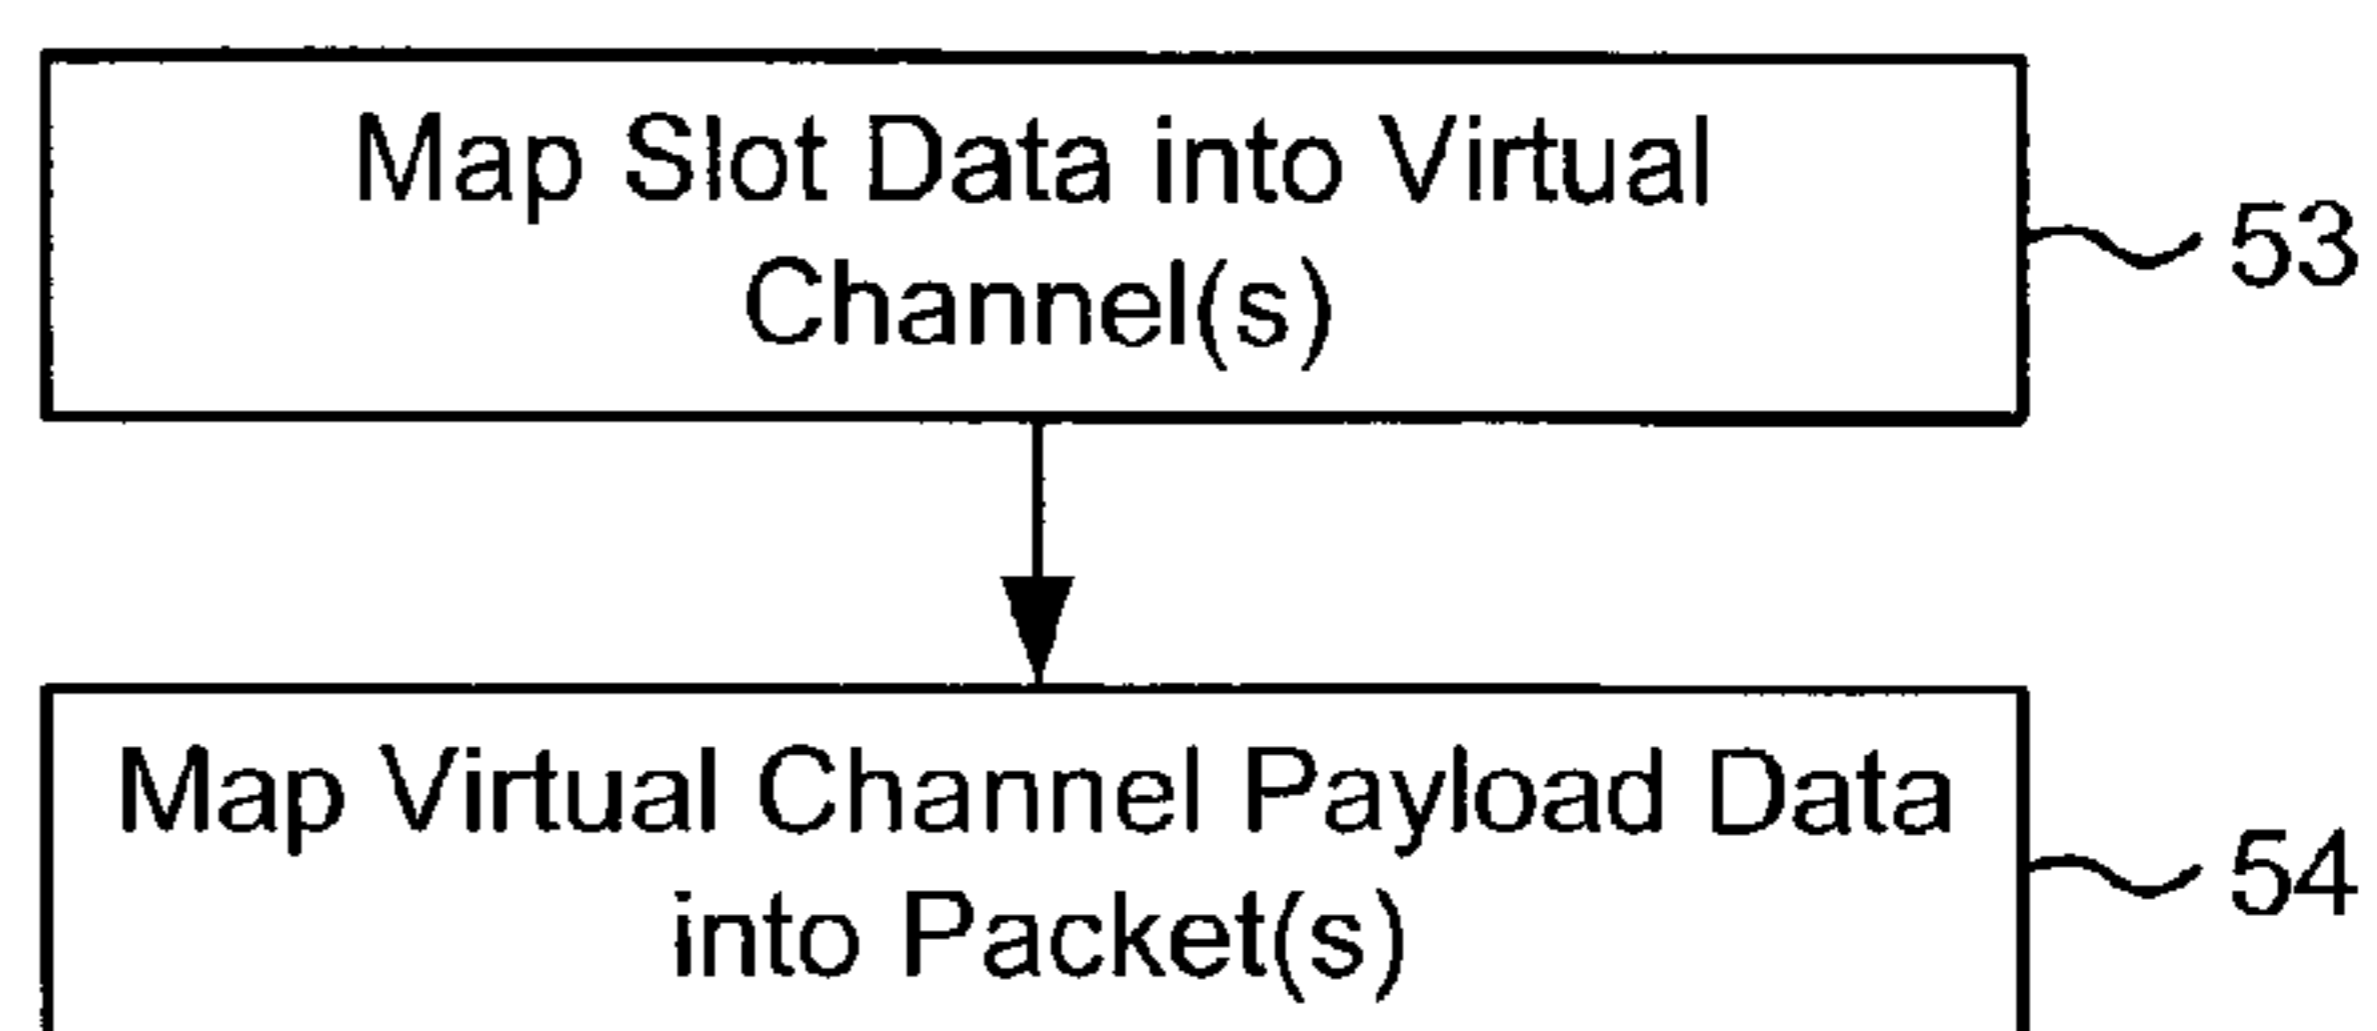 Map Slot Data into Virtual
Channel(s)
53
Map Virtual Channel Payload Data
into Packet(s)
54